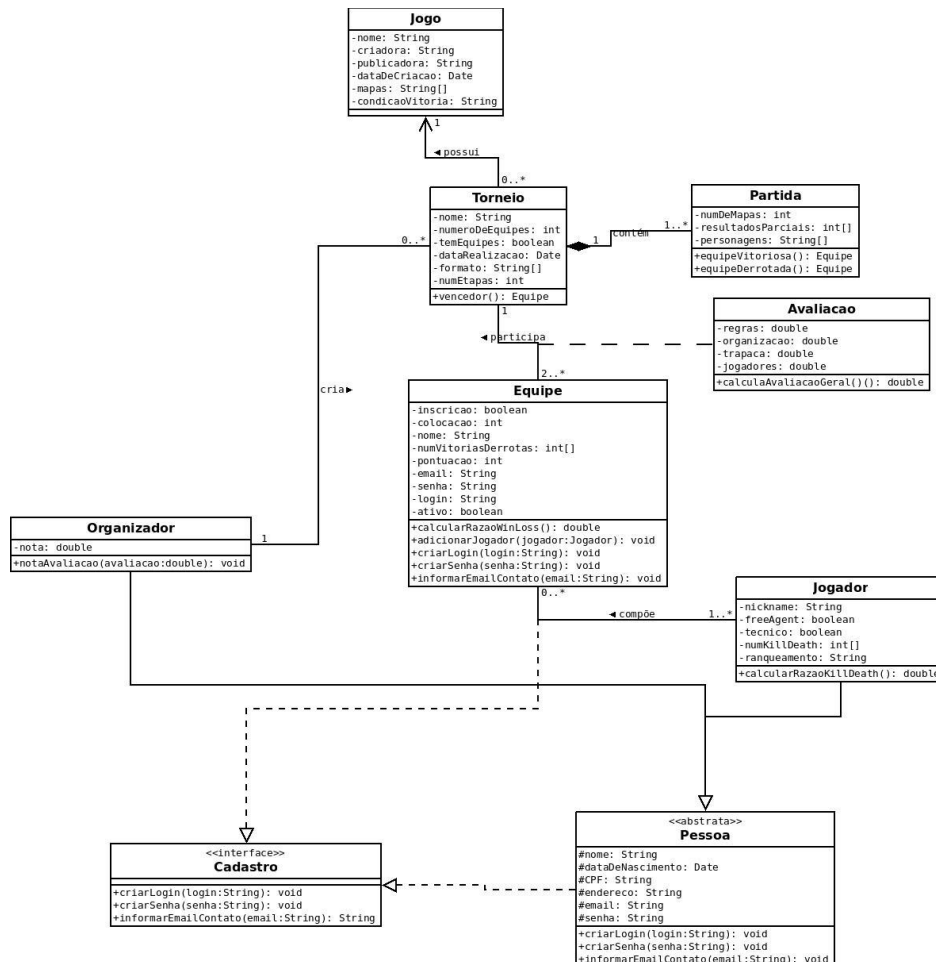 Jogo
-nome: String
-criadora: String
-publicadora: String
-dataDeCriacao: Date
-mapas: String[]
-condicaoVitoria: String
1
◄ possui
0..*
Torneio
-nome: String
-numeroDeEquipes: int
-temEquipes: boolean
-dataRealizacao: Date
-formato: String[]
-numEtapas: int
+vencedor(): Equipe
0..*
1
contém
1..*
Partida
-numDeMapas: int
-resultadosParciais: int[]
-personagens: String[]
+equipeVitoriosa(): Equipe
+equipeDerrotada(): Equipe
1
◄ participa
2..*
Avaliacao
-regras: double
-organizacao: double
-trapaca: double
-jogadores: double
+calculaAvaliacaoGeral()(): double
cria►
Equipe
-inscricao: boolean
-colocacao: int
-nome: String
-numVitoriasDerrotas: int[]
-pontuacao: int
-email: String
-senha: String
-login: String
-ativo: boolean
+calcularRazaoWinLoss(): double
+adicionarJogador(jogador:Jogador): void
+criarLogin(login:String): void
+criarSenha(senha:String): void
+informarEmailContato(email:String): void
Organizador
-nota: double
+notaAvaliacao(avaliacao:double): void
1
0..*
◄ compõe
1..*
Jogador
-nickname: String
-freeAgent: boolean
-tecnico: boolean
-numKillDeath: int[]
-ranqueamento: String
+calcularRazaoKillDeath(): double
<<interface>>
Cadastro
+criarLogin(login:String): void
+criarSenha(senha:String): void
+informarEmailContato(email:String): String
<<abstrata>>
Pessoa
#nome: String
#dataDeNascimento: Date
#CPF: String
#endereco: String
#email: String
#senha: String
+criarLogin(login:String): void
+criarSenha(senha:String): void
+informarEmailContato(email:String): void